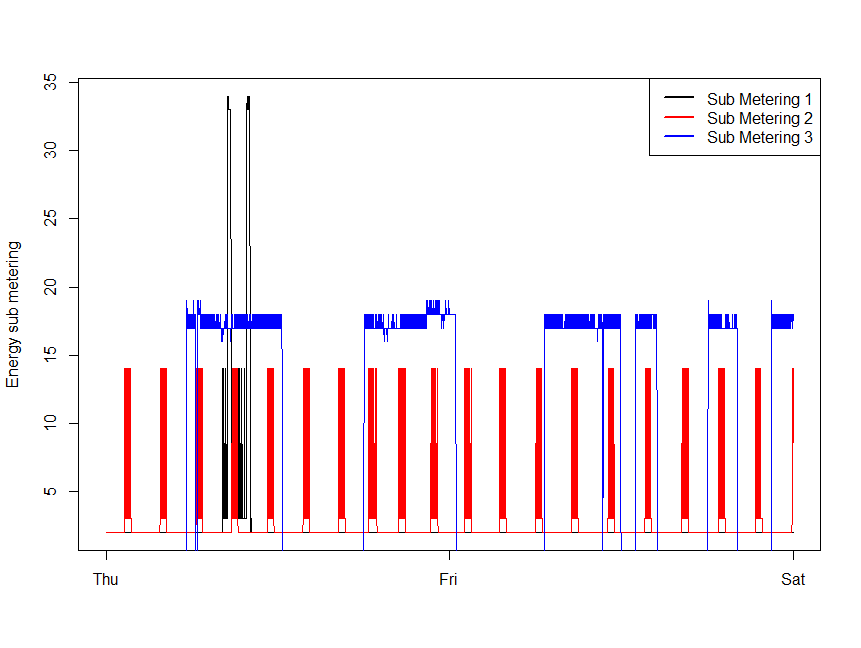 Sub Metering 1
Sub Metering 2
Sub Metering 3
Energy sub metering
35
30
25
20
15
10
5
Thu Fri Sat